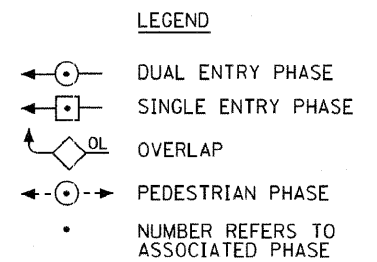 LEGEND
DUAL ENTRY PHASE
SINGLE ENTRY PHASE
OL
OVERLAP
PEDESTRIAN PHASE
NUMBER REFERS TO
ASSOCIATED PHASE